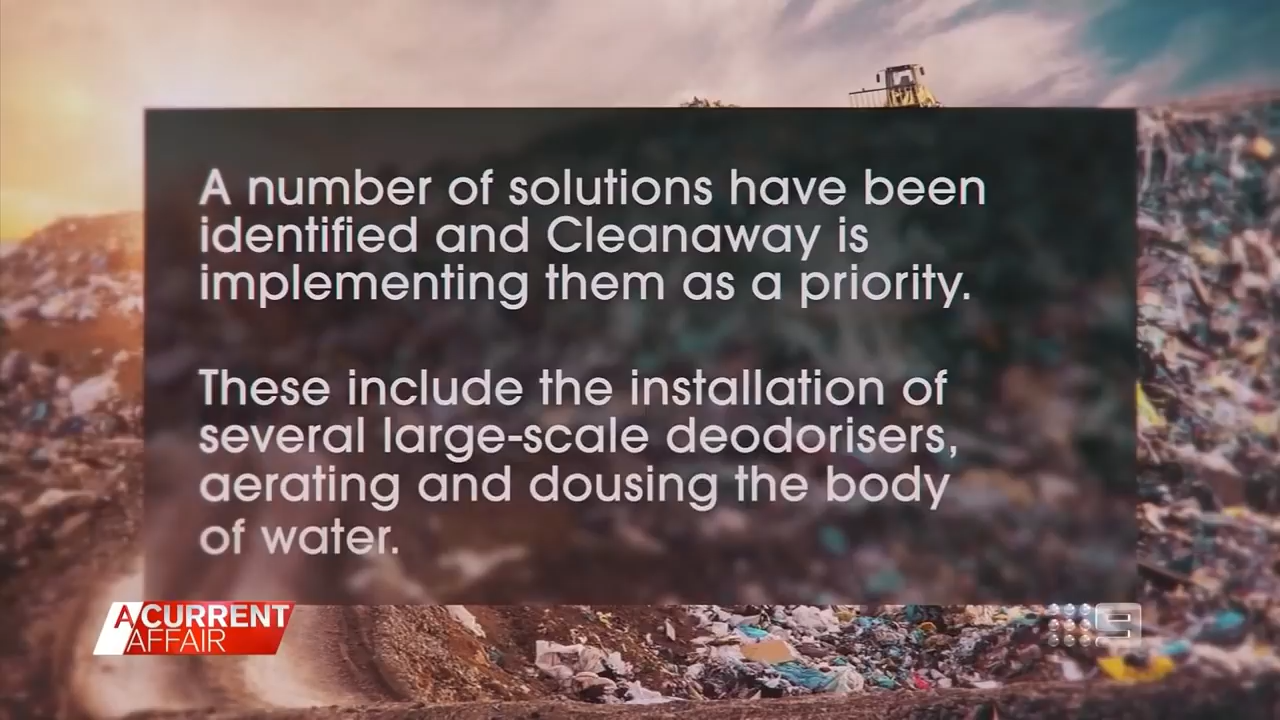 A number of solutions have been
identified and Cleanaway is
implementing them as a priority.
These include the installation of
several large-scale deodorisers,
aerating and dousing the body
of water.
A CURRENT
AFFAIR
9